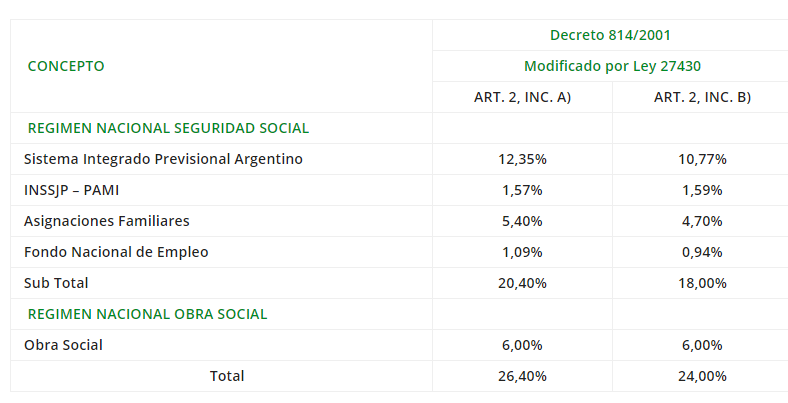 Decreto 814/2001
CONCEPTO
Modificado por Ley 27430
ART. 2, INC. A) ART. 2, INC. B)
REGIMEN NACIONAL SEGURIDAD SOCIAL
Sistema Integrado Previsional Argentino 12,35% 10,77%
INSSJP – PAMI 1,57% 1,59%
Asignaciones Familiares 5,40% 4,70%
Fondo Nacional de Empleo 1,09% 0,94%
Sub Total 20,40% 18,00%
REGIMEN NACIONAL OBRA SOCIAL
Obra Social 6,00% 6,00%
Total 26,40% 24,00%